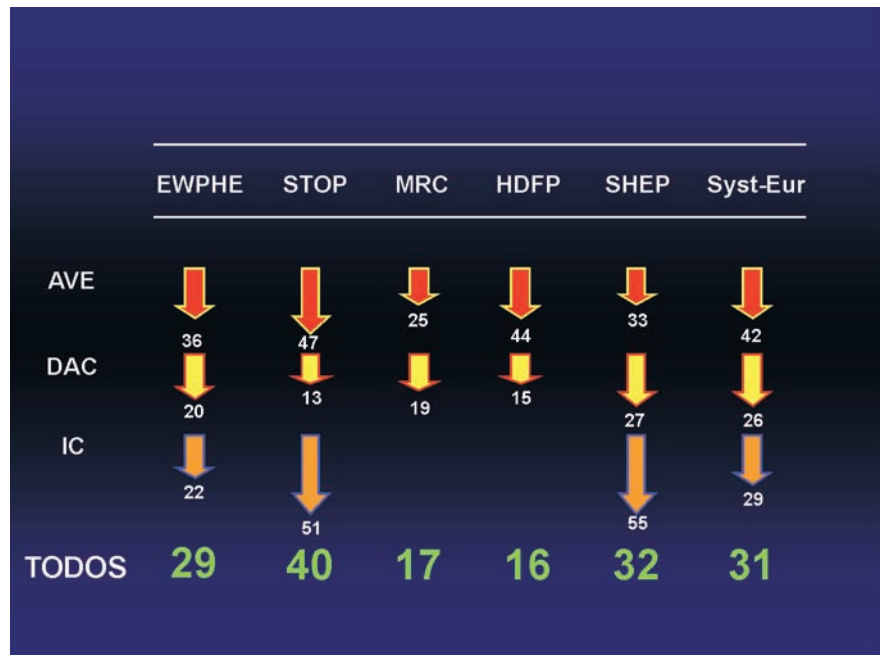 EWPHE STOP MRC HDFP SHEP Syst-Eur
AVE
36 47 25 44 33 42
DAC
20 13 19 15 27 26
IC
22 51 55 29
TODOS 29 40 17 16 32 31